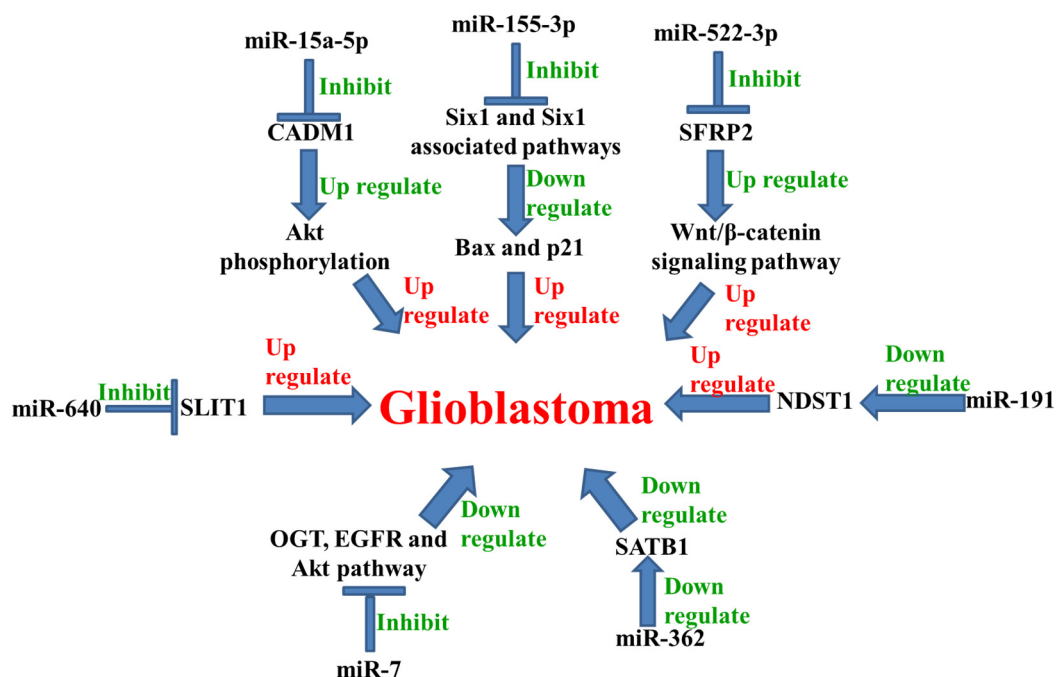 miR-15a-5p
Inhibit
CADM1
Up regulate
Akt
phosphorylation
Up
regulate
miR-155-3p
Inhibit
Six1 and Six1
associated pathways
Down
regulate
Bax and p21
Up
regulate
miR-522-3p
Inhibit
SFRP2
Up regulate
Wnt/β-catenin
signaling pathway
Up
regulate
miR-640
Inhibit
SLIT1
Up
regulate
Glioblastoma
Up
regulate
NDST1
Down
regulate
miR-191
Down
regulate
OGT, EGFR and
Akt pathway
Inhibit
miR-7
Down
regulate
SATB1
Down
regulate
miR-362